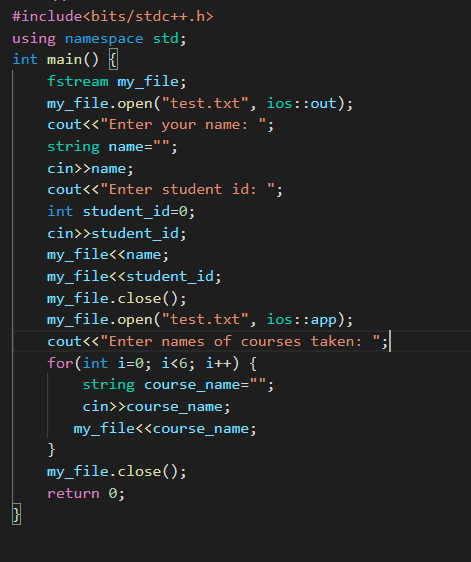 #include<bits/stdc++.h>
using namespace std;
int main() {
    fstream my_file;
    my_file.open("test.txt", ios::out);
    cout<<"Enter your name: ";
    string name="";
    cin>>name;
    cout<<"Enter student id: ";
    int student_id=0;
    cin>>student_id;
    my_file<<name;
    my_file<<student_id;
    my_file.close();
    my_file.open("test.txt", ios::app);
    cout<<"Enter names of courses taken: ";
    for(int i=0; i<6; i++) {
        string course_name="";
        cin>>course_name;
       my_file<<course_name;
    }
    my_file.close();
    return 0;
}